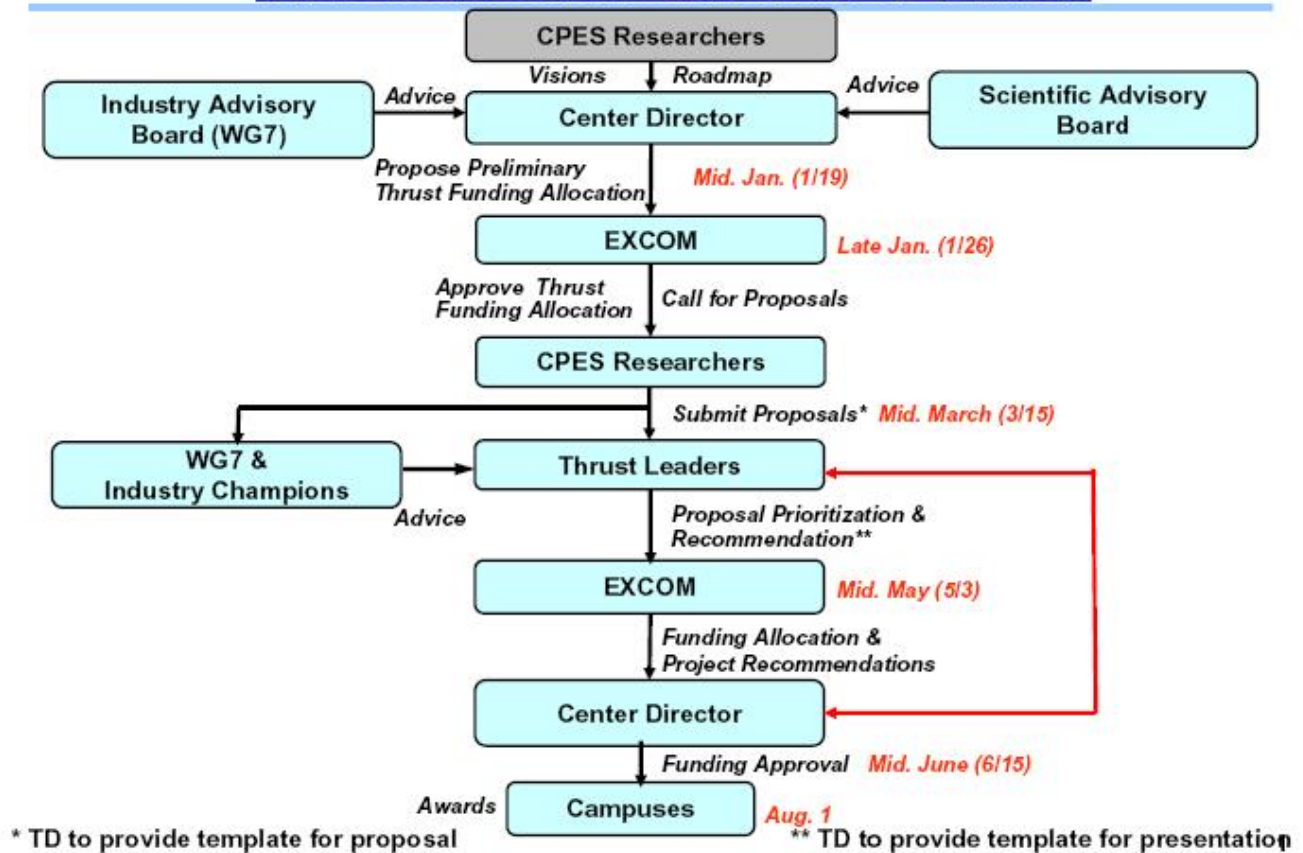 CPES Researchers
Visions
Roadmap
Industry Advisory
Board (WG7)
Advice
Center Director
Advice
Scientific Advisory
Board
Propose Preliminary
Thrust Funding Allocation
Mid. Jan. (1/19)
EXCOM
Late Jan. (1/26)
Approve Thrust
Funding Allocation
Call for Proposals
CPES Researchers
Submit Proposals*
Mid. March (3/15)
WG7 &
Industry Champions
Advice
Thrust Leaders
Proposal Prioritization &
Recommendation**
EXCOM
Mid. May (5/3)
Funding Allocation &
Project Recommendations
Center Director
Funding Approval
Mid. June (6/15)
Awards
Campuses
Aug. 1
* TD to provide template for proposal
** TD to provide template for presentation